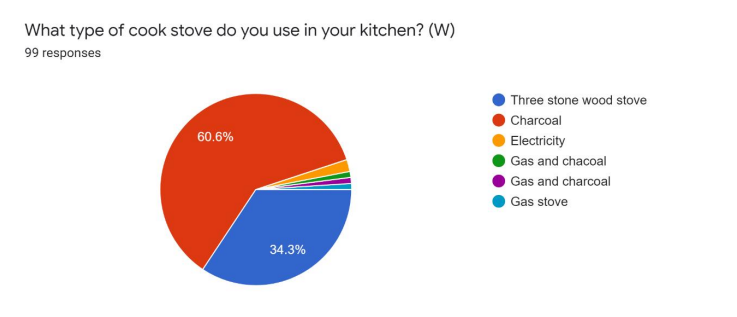 What type of cook stove do you use in your kitchen? (W)
99 responses
60.6%
34.3%
Three stone wood stove
Charcoal
Electricity
Gas and chacoal
Gas and charcoal
Gas stove